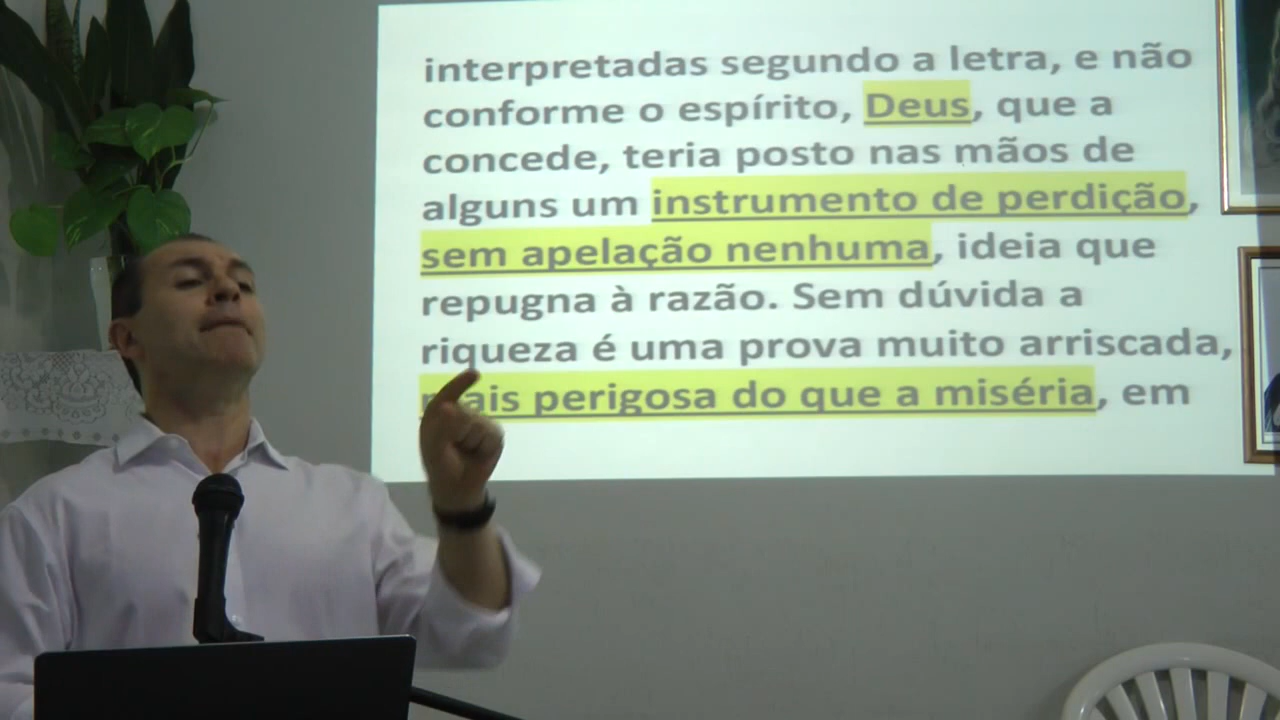 interpretadas segundo a letra, e não
conforme o espírito, Deus, que a
concede, teria posto nas mãos de
alguns um instrumento de perdição,
sem apelação nenhuma, ideia que
repugna à razão. Sem dúvida a
riqueza é uma prova muito arriscada,
mais perigosa do que a miséria, em